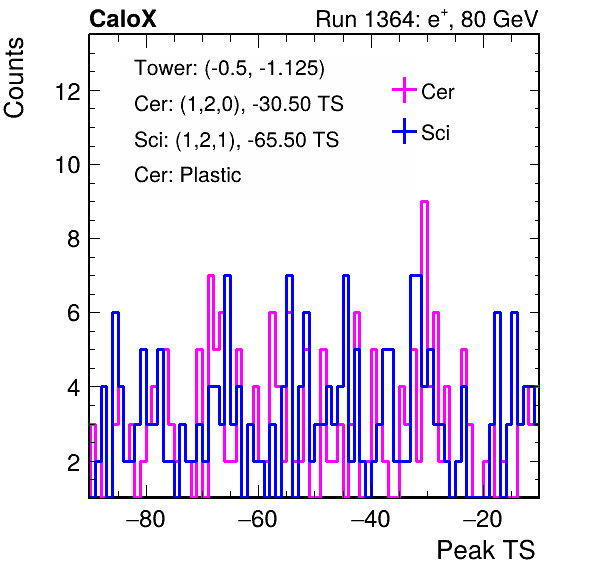 CaloX Run 1364: e⁺, 80 GeV
Counts
Tower: (-0.5, -1.125)
Cer: (1,2,0), -30.50 TS
Sci: (1,2,1), -65.50 TS
Cer: Plastic
Cer
Sci
12
10
8
6
4
2
−80 −60 −40 −20
Peak TS